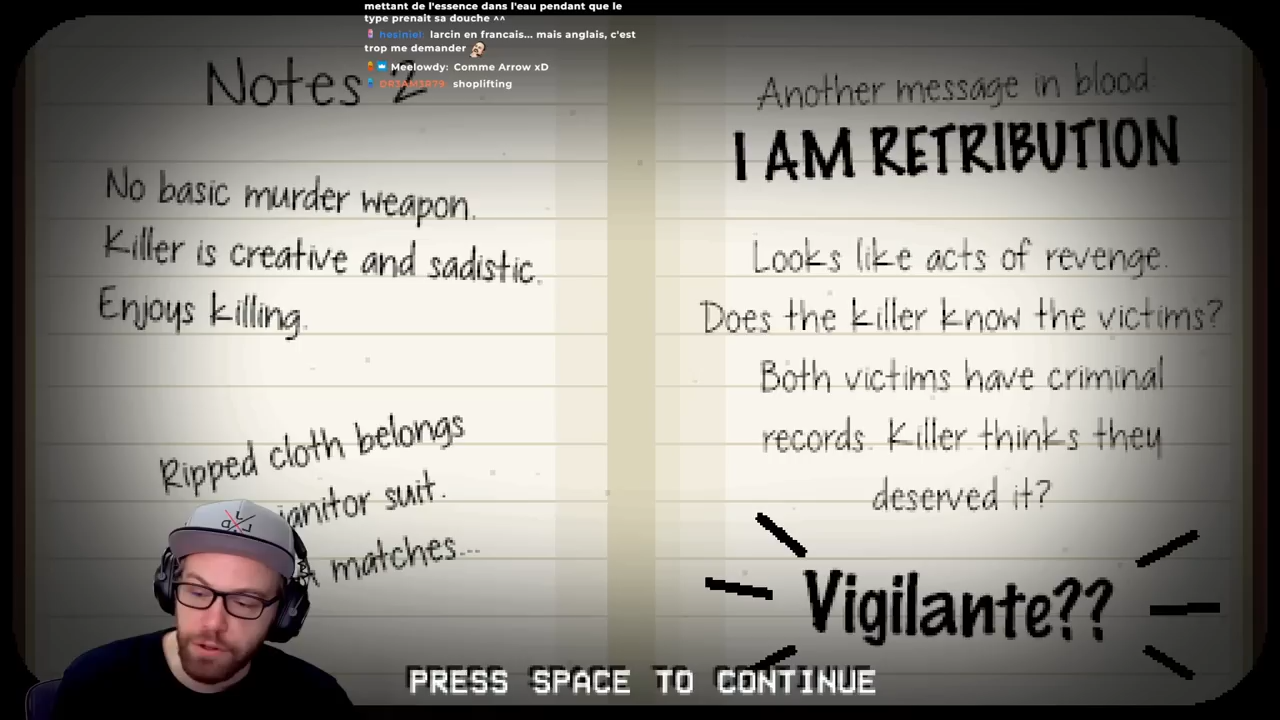 mettant de l'essence dans l'eau pendant que le
type prenait sa douche ^^
hosiniel: larcin en francais... mais anglais, c'est
trop me demander
Meelowdy: Comme Arrow xD
DR3AM3R79 shoplifting
Notes 2
No basic murder weapon.
Killer is creative and sadistic.
Enjoys killing.
Ripped cloth belongs
janitor suit.
matches...
Another message in blood
I AM RETRIBUTION
Looks like acts of revenge.
Does the killer know the victims?
Both victims have criminal
records. Killer thinks they
deserved it?
Vigilante??
PRESS SPACE TO CONTINUE